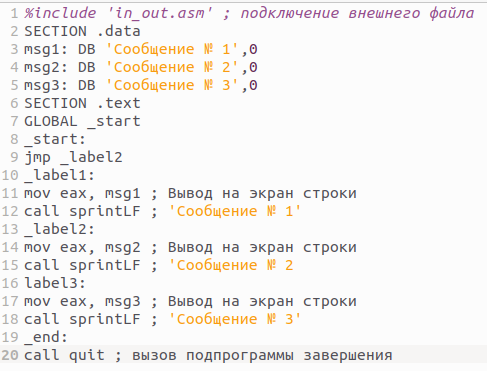 1 %include 'in_out.asm' ; подключение внешнего файла
2 SECTION .data
3 msg1: DB 'Сообщение № 1',0
4 msg2: DB 'Сообщение № 2',0
5 msg3: DB 'Сообщение № 3',0
6 SECTION .text
7 GLOBAL _start
8 _start:
9 jmp _label2
10 _label1:
11 mov eax, msg1 ; Вывод на экран строки
12 call sprintLF ; 'Сообщение № 1'
13 _label2:
14 mov eax, msg2 ; Вывод на экран строки
15 call sprintLF ; 'Сообщение № 2
16 label3:
17 mov eax, msg3 ; Вывод на экран строки
18 call sprintLF ; 'Сообщение № 3'
19 _end:
20 call quit ; вызов подпрограммы завершения